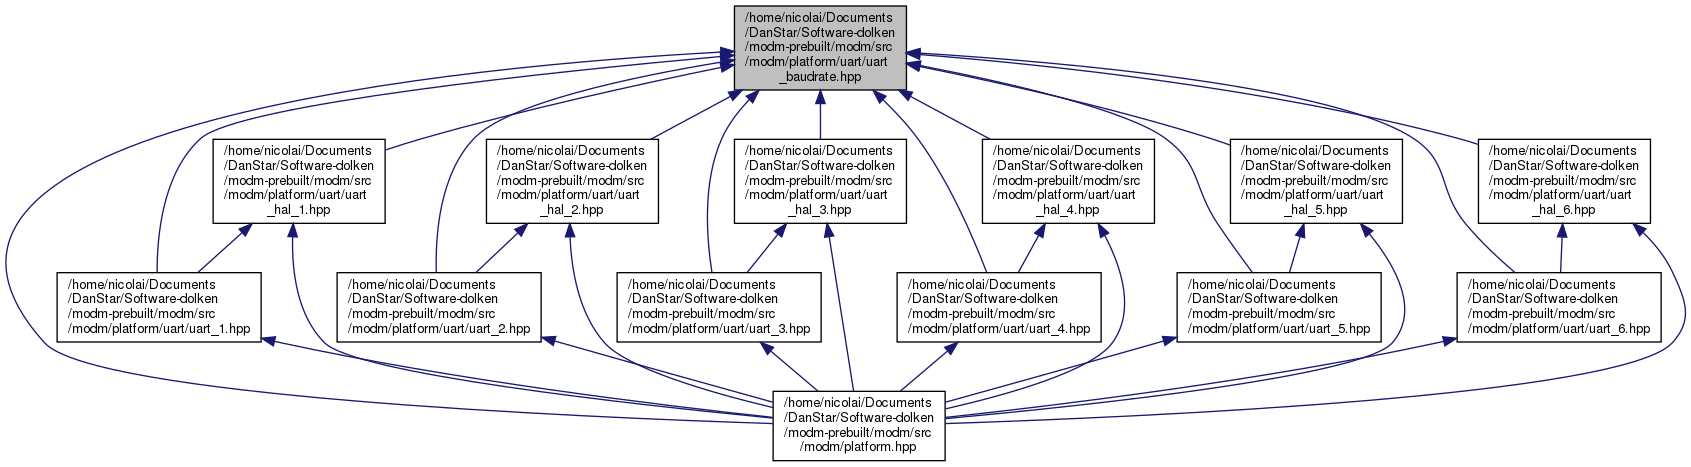 /home/nicolai/Documents
/DanStar/Software-dolken
/modm-prebuilt/modm/src
/modm/platform/uart/uart
_baudrate.hpp
/home/nicolai/Documents
/DanStar/Software-dolken
/modm-prebuilt/modm/src
/modm/platform/uart/uart
_hal_1.hpp
/home/nicolai/Documents
/DanStar/Software-dolken
/modm-prebuilt/modm/src
/modm/platform/uart/uart
_hal_2.hpp
/home/nicolai/Documents
/DanStar/Software-dolken
/modm-prebuilt/modm/src
/modm/platform/uart/uart
_hal_3.hpp
/home/nicolai/Documents
/DanStar/Software-dolken
/modm-prebuilt/modm/src
/modm/platform/uart/uart
_hal_4.hpp
/home/nicolai/Documents
/DanStar/Software-dolken
/modm-prebuilt/modm/src
/modm/platform/uart/uart
_hal_5.hpp
/home/nicolai/Documents
/DanStar/Software-dolken
/modm-prebuilt/modm/src
/modm/platform/uart/uart
_hal_6.hpp
/home/nicolai/Documents
/DanStar/Software-dolken
/modm-prebuilt/modm/src
/modm/platform/uart/uart_1.hpp
/home/nicolai/Documents
/DanStar/Software-dolken
/modm-prebuilt/modm/src
/modm/platform/uart/uart_2.hpp
/home/nicolai/Documents
/DanStar/Software-dolken
/modm-prebuilt/modm/src
/modm/platform/uart/uart_3.hpp
/home/nicolai/Documents
/DanStar/Software-dolken
/modm-prebuilt/modm/src
/modm/platform/uart/uart_4.hpp
/home/nicolai/Documents
/DanStar/Software-dolken
/modm-prebuilt/modm/src
/modm/platform/uart/uart_5.hpp
/home/nicolai/Documents
/DanStar/Software-dolken
/modm-prebuilt/modm/src
/modm/platform/uart/uart_6.hpp
/home/nicolai/Documents
/DanStar/Software-dolken
/modm-prebuilt/modm/src
/modm/platform.hpp